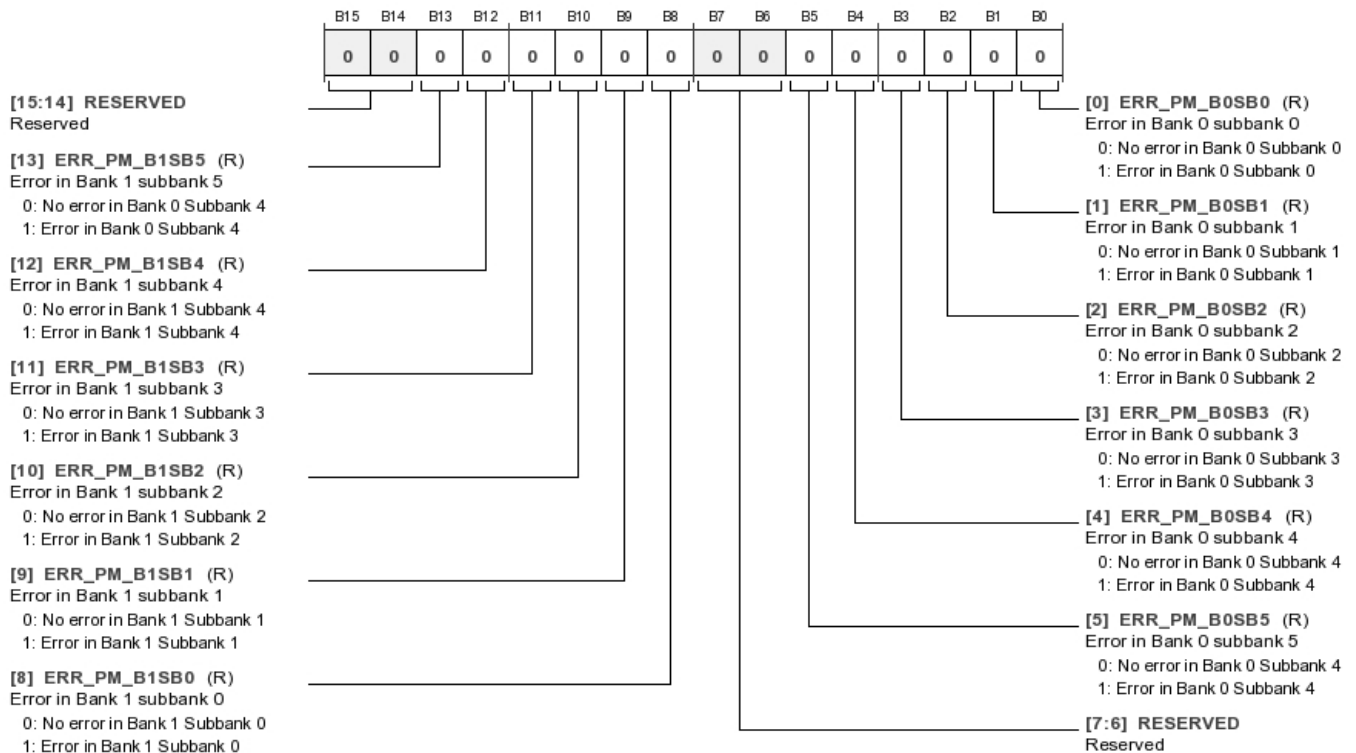 B15 B14 B13 B12 B11 B10 B9 B8 B7 B6 B5 B4 B3 B2 B1 B0
0 0 0 0 0 0 0 0 0 0 0 0 0 0 0 0
[15:14] RESERVED
Reserved
[13] ERR_PM_B1SB5 (R)
Error in Bank 1 subbank 5
0: No error in Bank 0 Subbank 4
1: Error in Bank 0 Subbank 4
[12] ERR_PM_B1SB4 (R)
Error in Bank 1 subbank 4
0: No error in Bank 1 Subbank 4
1: Error in Bank 1 Subbank 4
[11] ERR_PM_B1SB3 (R)
Error in Bank 1 subbank 3
0: No error in Bank 1 Subbank 3
1: Error in Bank 1 Subbank 3
[10] ERR_PM_B1SB2 (R)
Error in Bank 1 subbank 2
0: No error in Bank 1 Subbank 2
1: Error in Bank 1 Subbank 2
[9] ERR_PM_B1SB1 (R)
Error in Bank 1 subbank 1
0: No error in Bank 1 Subbank 1
1: Error in Bank 1 Subbank 1
[8] ERR_PM_B1SB0 (R)
Error in Bank 1 subbank 0
0: No error in Bank 1 Subbank 0
1: Error in Bank 1 Subbank 0
[0] ERR_PM_B0SB0 (R)
Error in Bank 0 subbank 0
0: No error in Bank 0 Subbank 0
1: Error in Bank 0 Subbank 0
[1] ERR_PM_B0SB1 (R)
Error in Bank 0 subbank 1
0: No error in Bank 0 Subbank 1
1: Error in Bank 0 Subbank 1
[2] ERR_PM_B0SB2 (R)
Error in Bank 0 subbank 2
0: No error in Bank 0 Subbank 2
1: Error in Bank 0 Subbank 2
[3] ERR_PM_B0SB3 (R)
Error in Bank 0 subbank 3
0: No error in Bank 0 Subbank 3
1: Error in Bank 0 Subbank 3
[4] ERR_PM_B0SB4 (R)
Error in Bank 0 subbank 4
0: No error in Bank 0 Subbank 4
1: Error in Bank 0 Subbank 4
[5] ERR_PM_B0SB5 (R)
Error in Bank 0 subbank 5
0: No error in Bank 0 Subbank 4
1: Error in Bank 0 Subbank 4
[7:6] RESERVED
Reserved